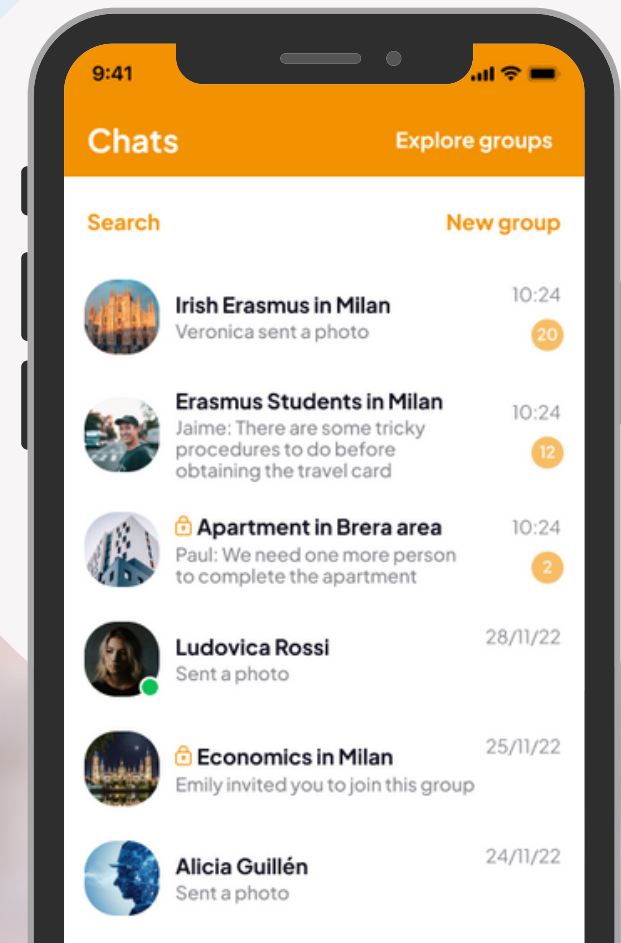 9:41
Chats
Explore groups
Search
New group
Irish Erasmus in Milan
10:24
Veronica sent a photo
20
Erasmus Students in Milan
10:24
Jaime: There are some tricky
procedures to do before
12
obtaining the travel card
Apartment in Brera area
10:24
Paul: We need one more person
2
to complete the apartment
Ludovica Rossi
28/11/22
Sent a photo
Economics in Milan
25/11/22
Emily invited you to join this group
Alicia Guillén
24/11/22
Sent a photo